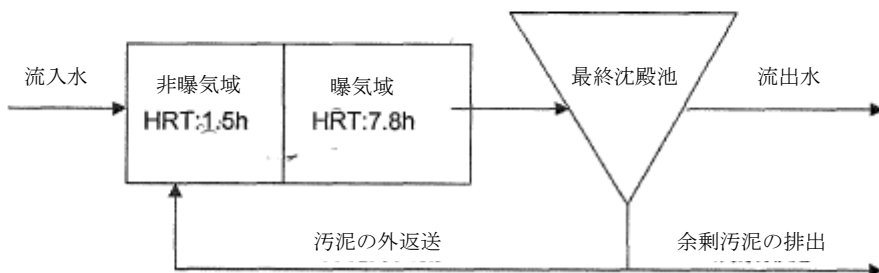 流入水
非曝気域
HRT:1.5h
曝気域
HRT:7.8h
最終沈殿池
流出水
汚泥の外返送
余剰汚泥の排出